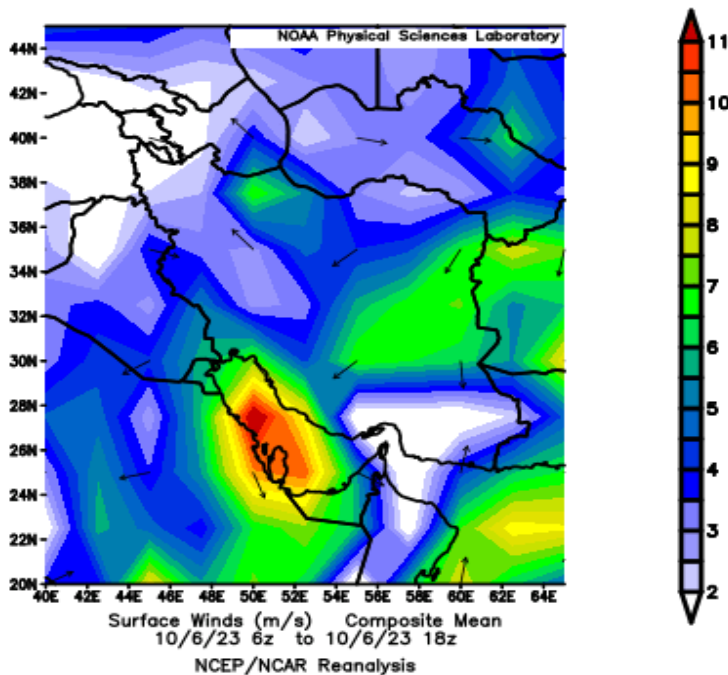 NOAA Physical Sciences Laboratory
44N
42N
40N
38N
36N
34N
32N
30N
28N
26N
24N
22N
20N
40E 42E 44E 46E 48E 50E 52E 54E 56E 58E 60E 62E 64E
11
10
9
8
7
6
5
4
3
2
Surface Winds (m/s) Composite Mean
10/6/23 6z to 10/6/23 18z
NCEP/NCAR Reanalysis